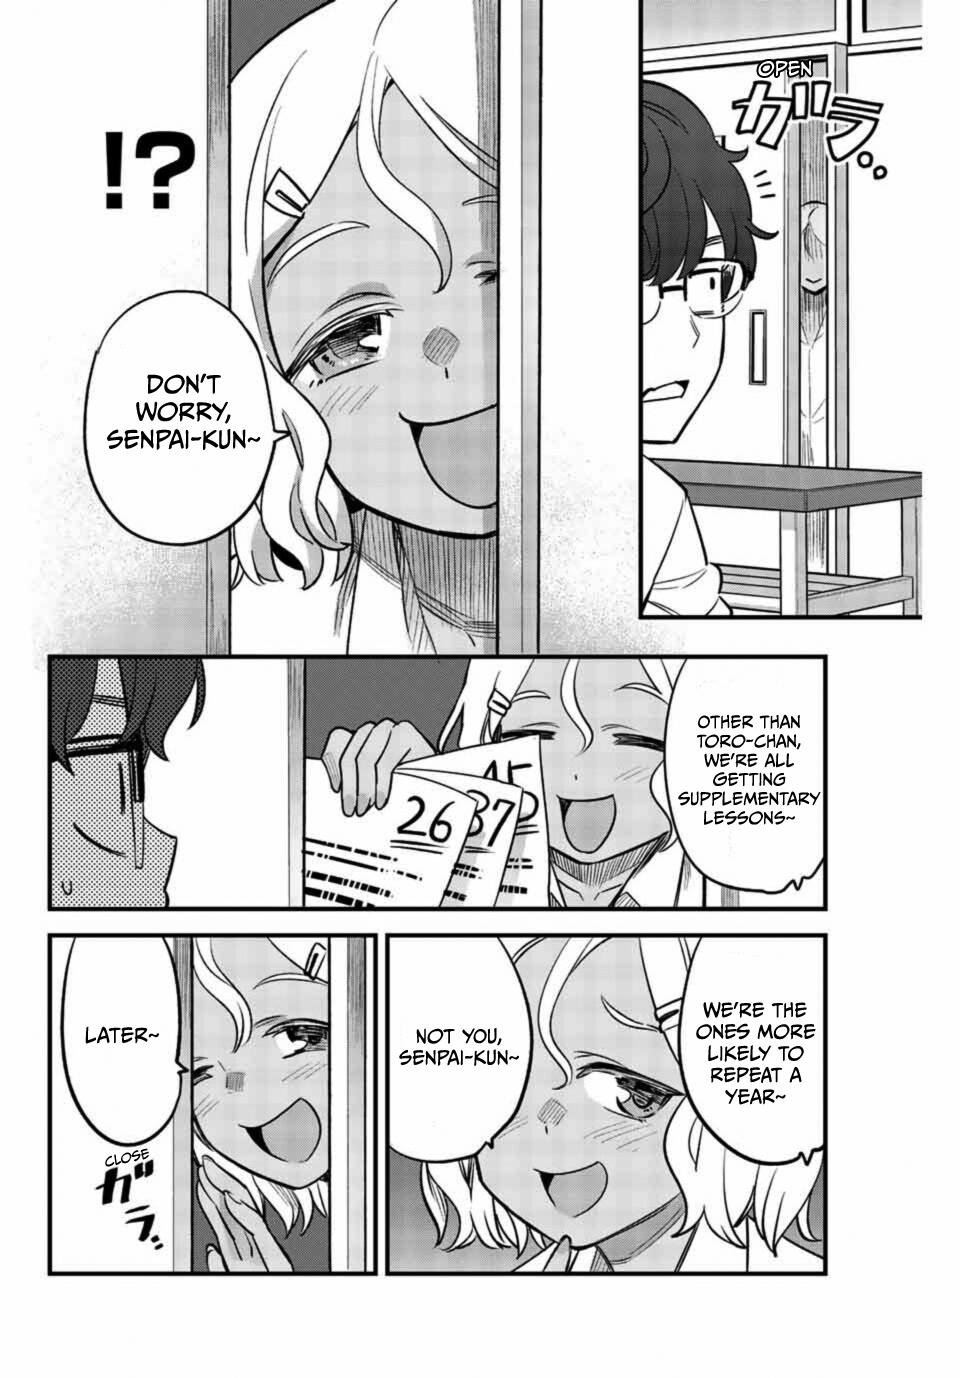 OPEN
ガラ。。
!?
DON'T
WORRY,
SENPAI-KUN~
OTHER THAN
TORO-CHAN,
WE'RE ALL
GETTING
SUPPLEMENTARY
LESSONS~
26
37
15
WE'RE THE
ONES MORE
LIKELY TO
REPEAT A
YEAR~
NOT YOU,
SENPAI-KUN~
LATER~
CLOSE
ガラ。。